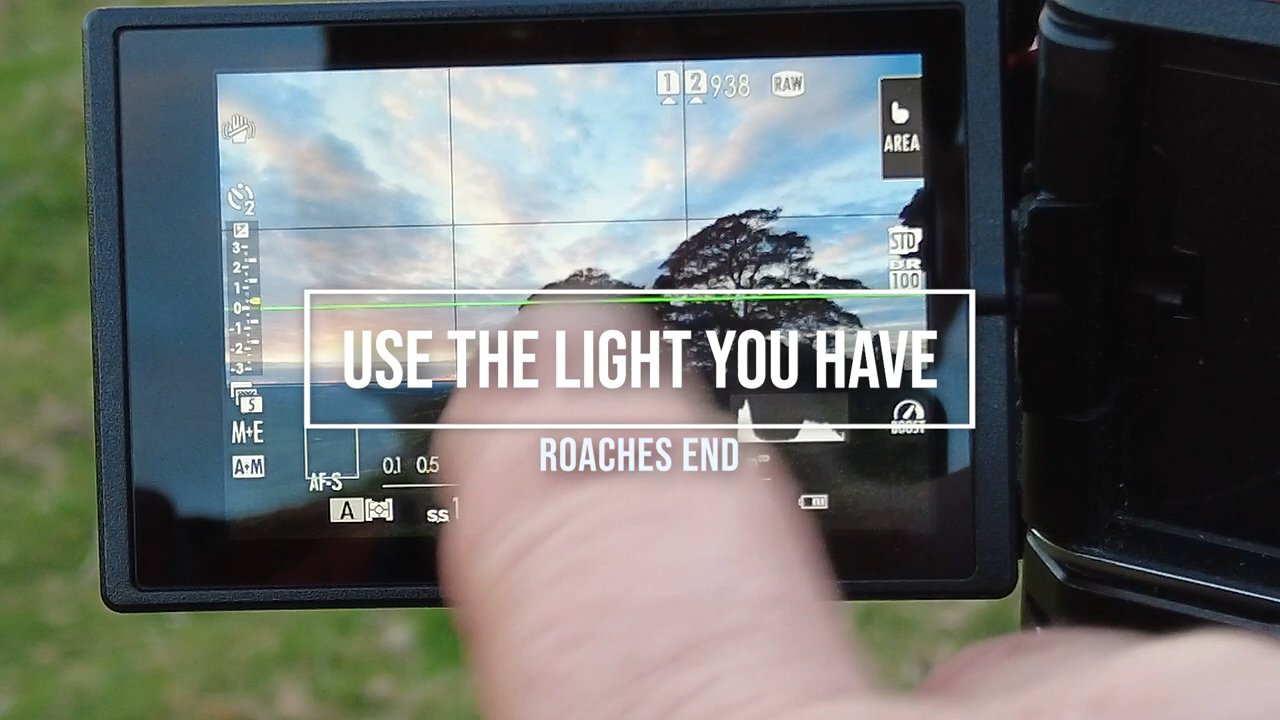 1 2 938 RAW
AREA
2
3
2
1
0
-1
-2
-3
STD
DR
100
USE THE LIGHT YOU HAVE
ROACHES END
S
M+E
BOOST
A+M
AF-S
0.1 0.5
A
S.S.